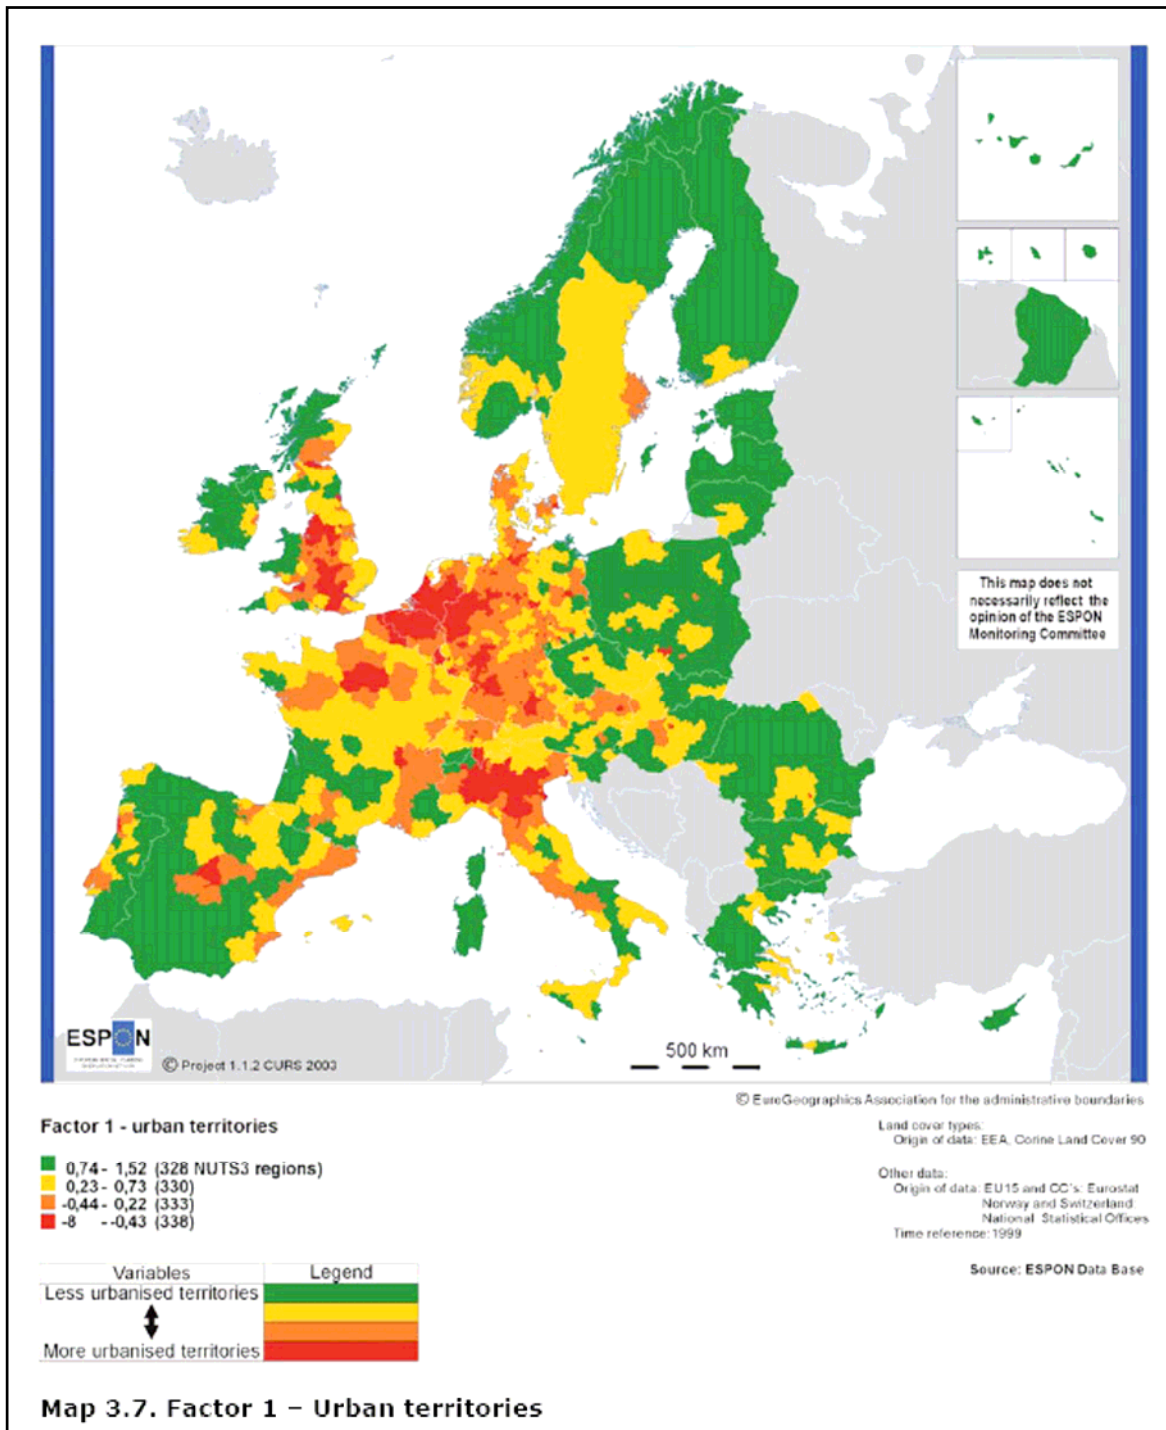 This map does not
necessarily reflect the
opinion of the ESPON
Monitoring Committee
ESPON
© Project 1.1.2 CURS 2003
500 km
© EuroGeographics Association for the administrative boundaries
Factor 1 - urban territories
0,74 - 1,52 (328 NUTS3 regions)
0,23 - 0,73 (330)
-0,44 - 0,22 (333)
-8 - -0,43 (338)
Land cover types:
Origin of data: EEA, Corine Land Cover 90
Other data:
Origin of data: EU15 and CC's: Eurostat
Norway and Switzerland
National Statistical Offices
Time reference: 1999
Source: ESPON Data Base
Variables Legend
Less urbanised territories
More urbanised territories
Map 3.7. Factor 1 – Urban territories